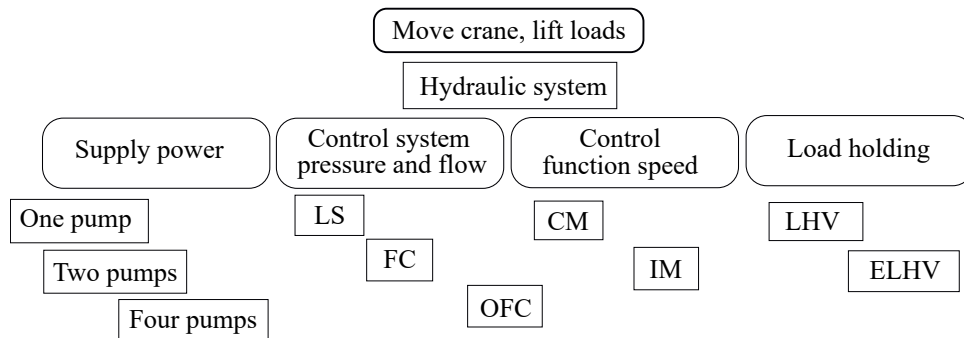 Move crane, lift loads
Hydraulic system
Supply power
Control system
pressure and flow
Control
function speed
Load holding
One pump
Two pumps
Four pumps
LS
FC
OFC
CM
IM
LHV
ELHV